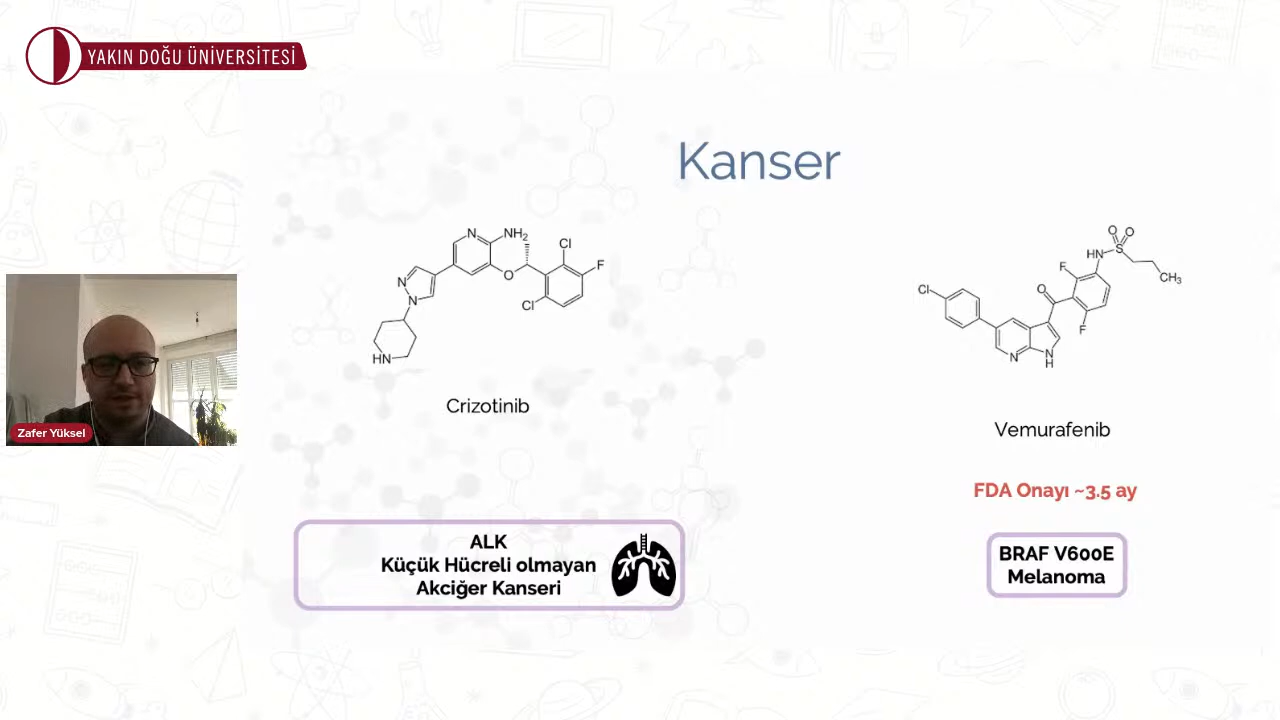 YAKIN DOĞU ÜNİVERSİTESİ
Kanser
N
NH2
Cl
F
O
Cl
N
N
HN
Crizotinib
O
O
S
HN
CH3
F
O
Cl
F
N
N
H
Vemurafenib
FDA Onayı ~3.5 ay
ALK
Küçük Hücreli olmayan
Akciğer Kanseri
BRAF V600E
Melanoma
Zafer Yüksel